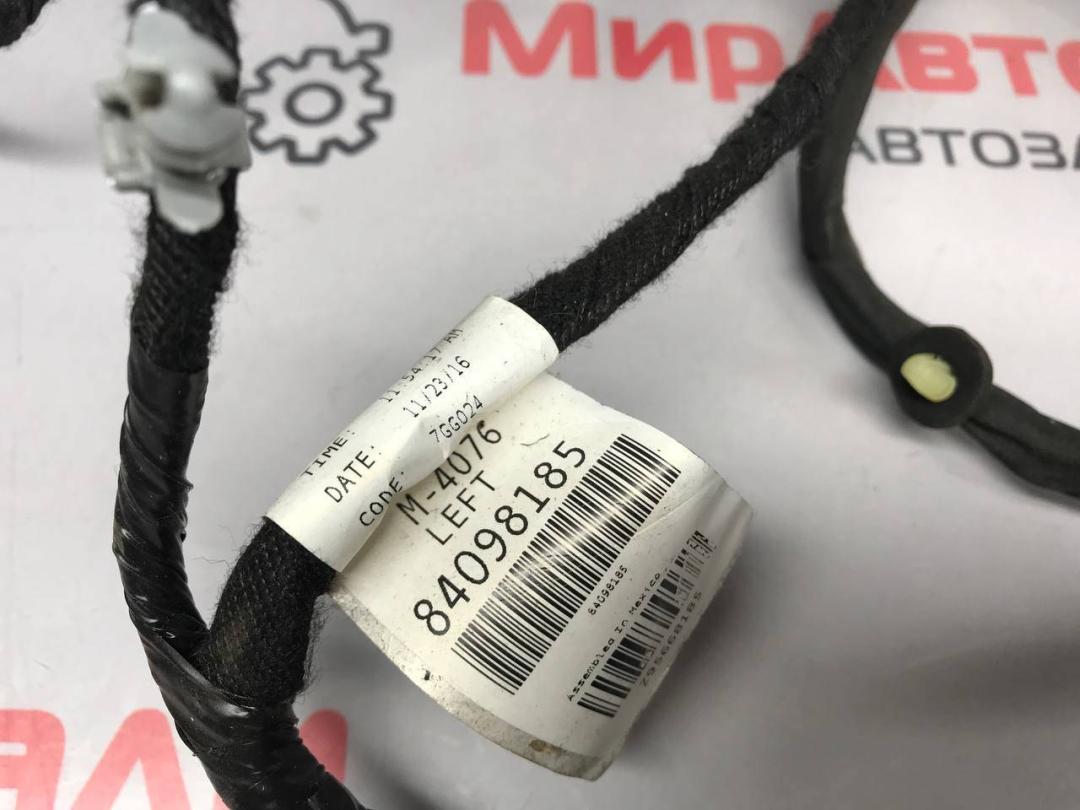 МирАвто
АВТОЗА
TIME: 11:54:17 AM
DATE: 11/23/16
CODE: 7GG024
M-4076
LEFT
84098185
84098185
Assembled In Mexico